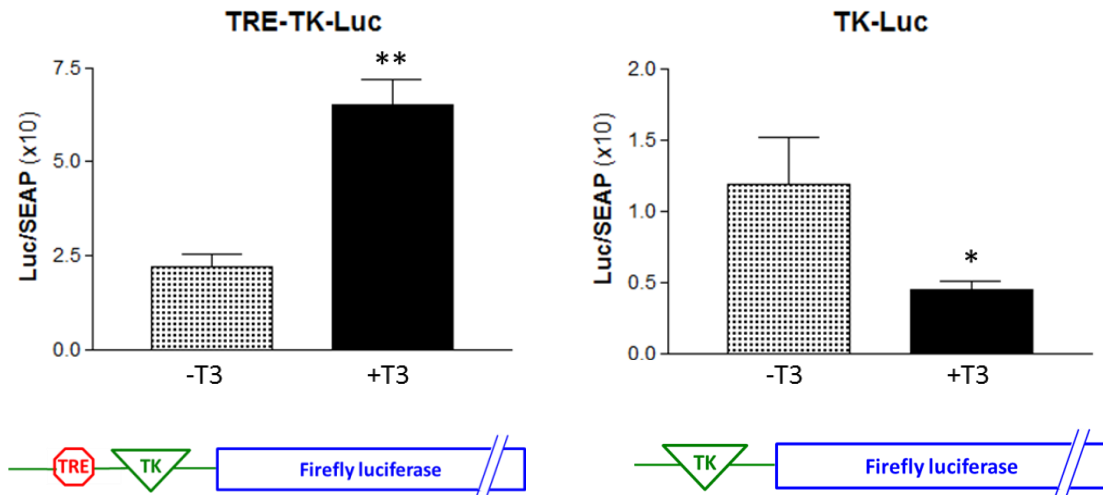 TRE-TK-Luc
Luc/SEAP (x10)
7.5
5.0
2.5
0.0
**
-T3
+T3
TRE
TK
Firefly luciferase
TK-Luc
Luc/SEAP (x10)
2.0
1.5
1.0
0.5
0.0
*
-T3
+T3
TK
Firefly luciferase